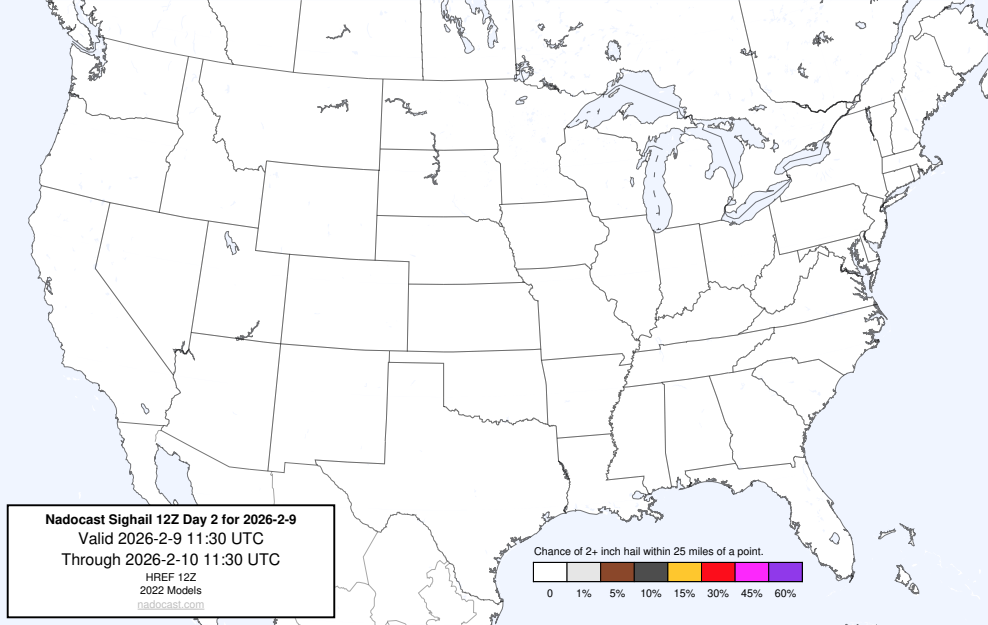 Nadocast Sighail 12Z Day 2 for 2026-2-9
Valid 2026-2-9 11:30 UTC
Through 2026-2-10 11:30 UTC
HREF 12Z
2022 Models
nadocast.com
Chance of 2+ inch hail within 25 miles of a point.
0 1% 5% 10% 15% 30% 45% 60%